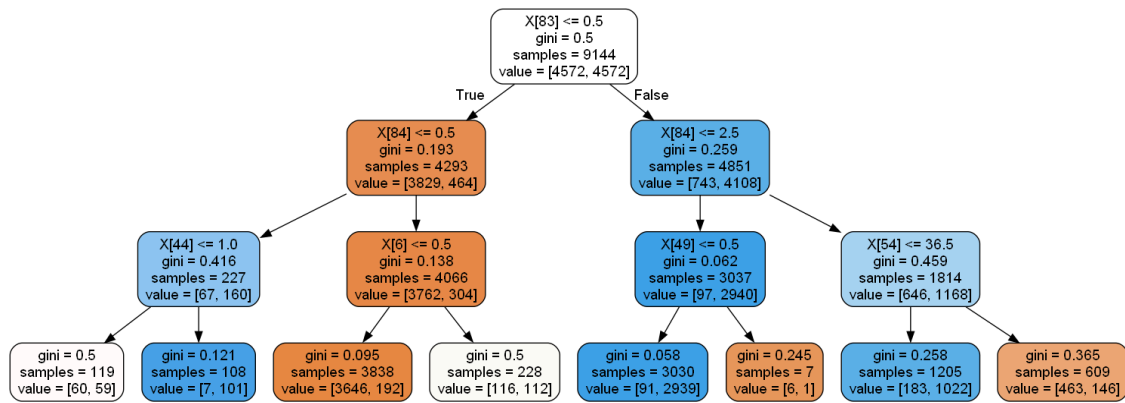 X[83] <= 0.5
gini = 0.5
samples = 9144
value = [4572, 4572]
True
False
X[84] <= 0.5
gini = 0.193
samples = 4293
value = [3829, 464]
X[84] <= 2.5
gini = 0.259
samples = 4851
value = [743, 4108]
X[44] <= 1.0
gini = 0.416
samples = 227
value = [67, 160]
X[6] <= 0.5
gini = 0.138
samples = 4066
value = [3762, 304]
X[49] <= 0.5
gini = 0.062
samples = 3037
value = [97, 2940]
X[54] <= 36.5
gini = 0.459
samples = 1814
value = [646, 1168]
gini = 0.5
samples = 119
value = [60, 59]
gini = 0.121
samples = 108
value = [7, 101]
gini = 0.095
samples = 3838
value = [3646, 192]
gini = 0.5
samples = 228
value = [116, 112]
gini = 0.058
samples = 3030
value = [91, 2939]
gini = 0.245
samples = 7
value = [6, 1]
gini = 0.258
samples = 1205
value = [183, 1022]
gini = 0.365
samples = 609
value = [463, 146]